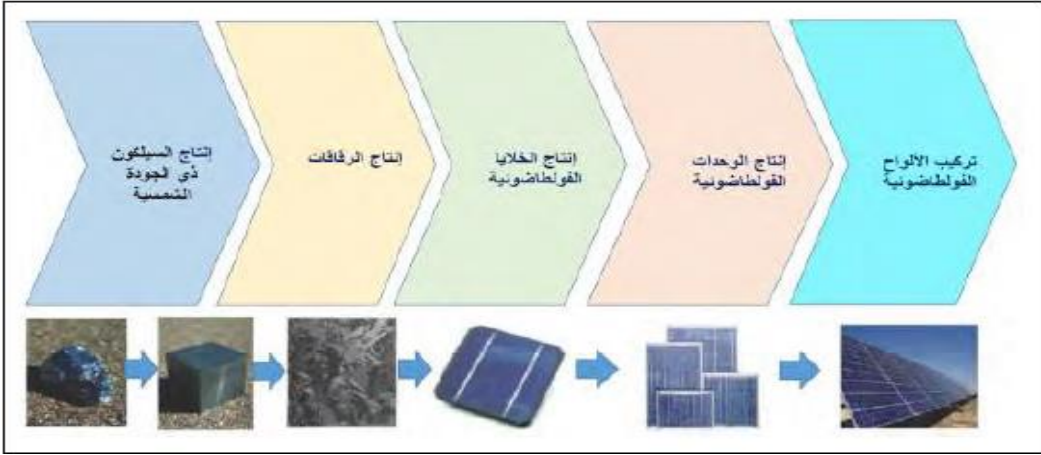 إنتاج السيلكون
ذي الجودة
الشمسية
إنتاج الرقاقات
إنتاج الخلايا
الفولطاضوئية
إنتاج الوحدات
الفولطاضوئية
تركيب الألواح
الفولطاضوئية